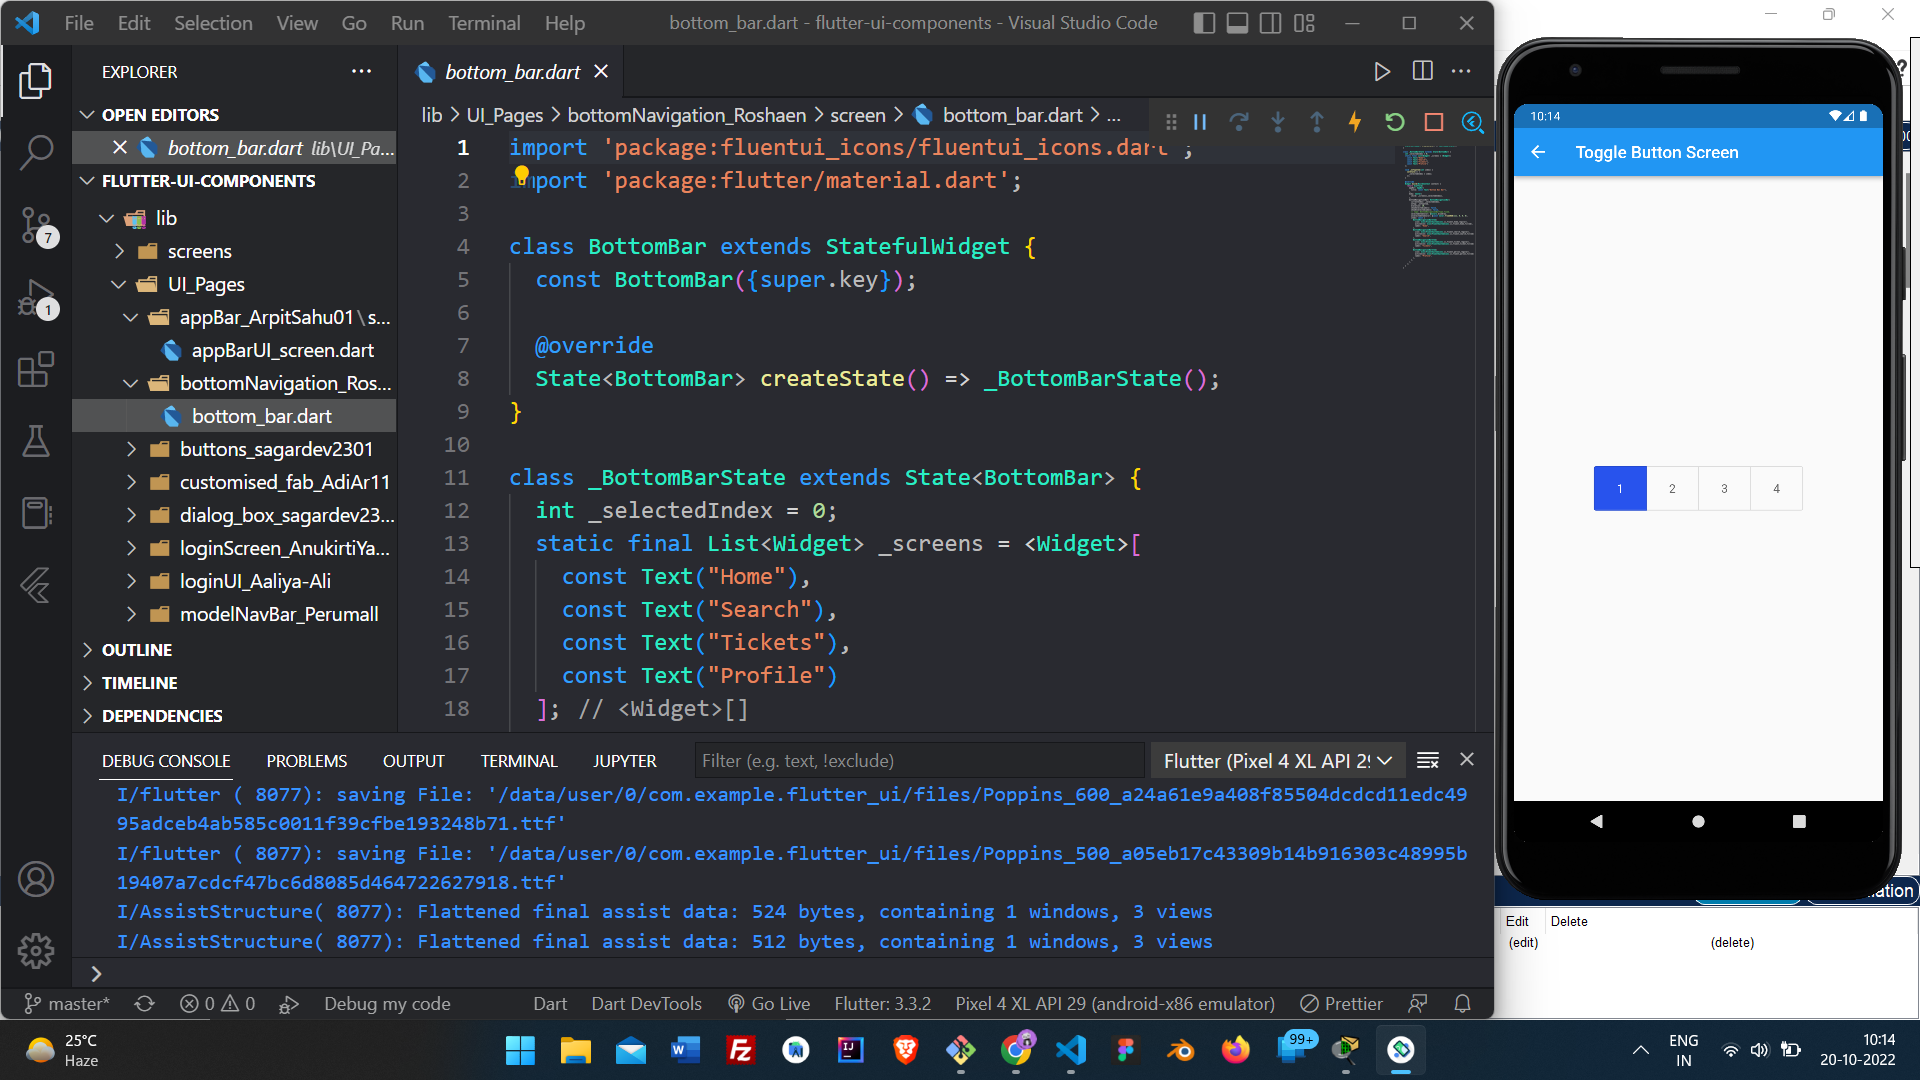 File Edit Selection View Go Run Terminal Help
bottom_bar.dart - flutter-ui-components - Visual Studio Code
EXPLORER
OPEN EDITORS
bottom_bar.dart lib\UI_Pa...
FLUTTER-UI-COMPONENTS
lib
screens
UI_Pages
appBar_ArpitSahu01\s...
appBarUI_screen.dart
bottomNavigation_Ros...
bottom_bar.dart
buttons_sagardev2301
customised_fab_AdiAr11
dialog_box_sagardev23...
loginScreen_AnukirtiYa...
loginUI_Aaliya-Ali
modelNavBar_Perumall
OUTLINE
TIMELINE
DEPENDENCIES
7
1
bottom_bar.dart
lib > UI_Pages > bottomNavigation_Roshaen > screen > bottom_bar.dart > ...
1 import 'package:fluentui_icons/fluentui_icons.dart';
2 import 'package:flutter/material.dart';
3
4 class BottomBar extends StatefulWidget {
5 const BottomBar({super.key});
6
7 @override
8 State<BottomBar> createState() => _BottomBarState();
9 }
10
11 class _BottomBarState extends State<BottomBar> {
12 int _selectedIndex = 0;
13 static final List<Widget> _screens = <Widget>[
14 const Text("Home"),
15 const Text("Search"),
16 const Text("Tickets"),
17 const Text("Profile")
18 ]; // <Widget>[]
DEBUG CONSOLE PROBLEMS OUTPUT TERMINAL JUPYTER
Filter (e.g. text, !exclude)
Flutter (Pixel 4 XL API 29
I/flutter ( 8077): saving File: '/data/user/0/com.example.flutter_ui/files/Poppins_600_a24a61e9a408f85504dcdcd11edc49
95adceb4ab585c0011f39cfbe193248b71.ttf'
I/flutter ( 8077): saving File: '/data/user/0/com.example.flutter_ui/files/Poppins_500_a05eb17c43309b14b916303c48995b
19407a7cdcf47bc6d8085d464722627918.ttf'
I/AssistStructure( 8077): Flattened final assist data: 524 bytes, containing 1 windows, 3 views
I/AssistStructure( 8077): Flattened final assist data: 512 bytes, containing 1 windows, 3 views
master* 0 0 Debug my code Dart Dart DevTools Go Live Flutter: 3.3.2 Pixel 4 XL API 29 (android-x86 emulator) Prettier
10:14
Toggle Button Screen
1 2 3 4
Edit Delete
(edit) (delete)
25°C
Haze
99+
ENG
IN
10:14
20-10-2022